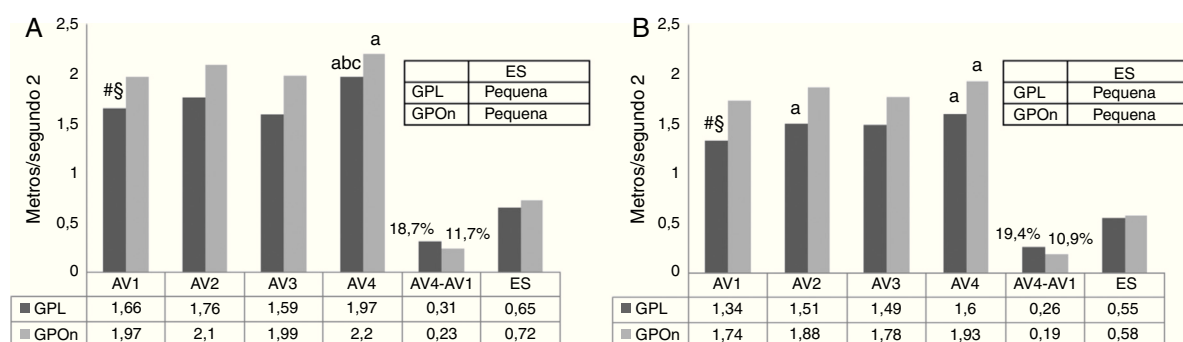 A
Metros/segundo 2
2,5
2
1,5
1
0,5
0
#§
abc
a
18,7%
11,7%
ES
GPL Pequena
GPOn Pequena
AV1 AV2 AV3 AV4 AV4-AV1 ES
GPL 1,66 1,76 1,59 1,97 0,31 0,65
GPOn 1,97 2,1 1,99 2,2 0,23 0,72
B
Metros/segundo 2
2,5
2
1,5
1
0,5
0
#§
a
a
a
19,4%
10,9%
ES
GPL Pequena
GPOn Pequena
AV1 AV2 AV3 AV4 AV4-AV1 ES
GPL 1,34 1,51 1,49 1,6 0,26 0,55
GPOn 1,74 1,88 1,78 1,93 0,19 0,58